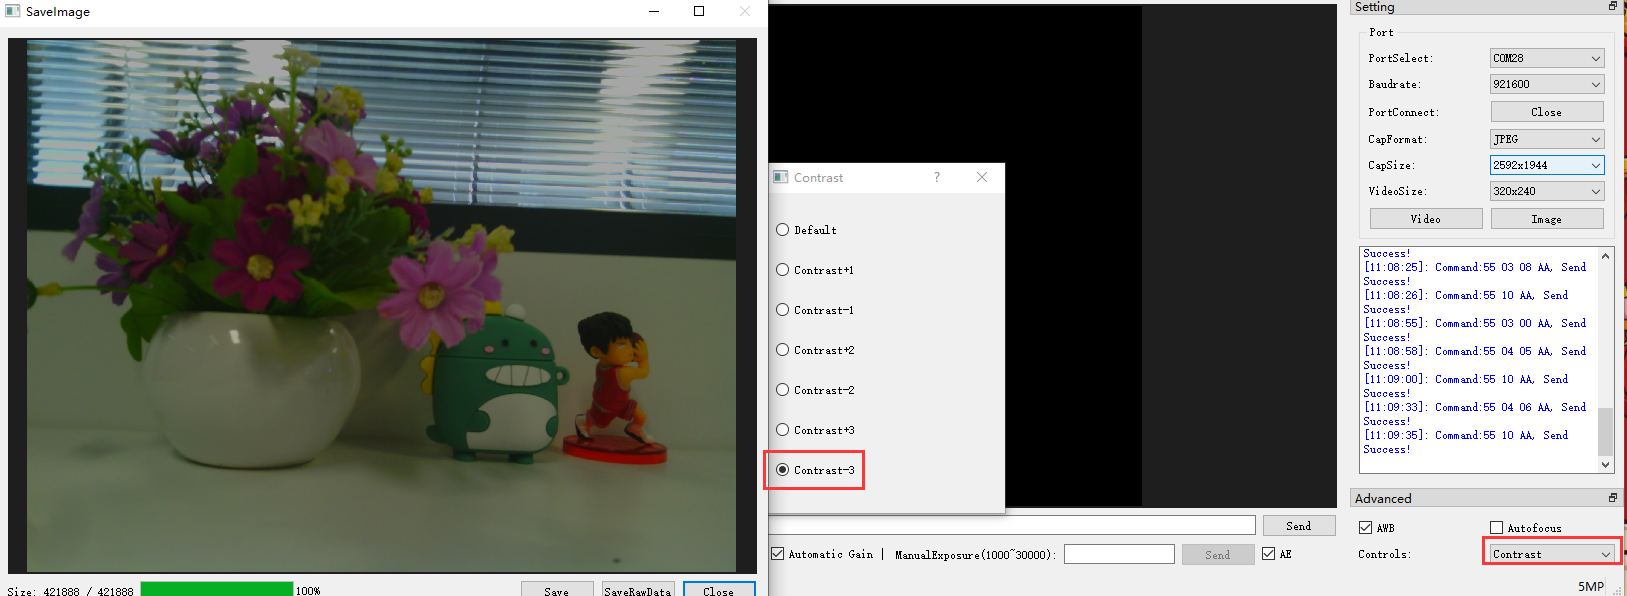 SaveImage
Size: 421888 / 421888
100%
Save
SaveRawData
Close
Contrast
?
Default
Contrast+1
Contrast-1
Contrast+2
Contrast-2
Contrast+3
Contrast-3
Send
Automatic Gain |
ManualExposure(1000~30000):
Send
AE
Setting
Port
PortSelect: COM28
Baudrate: 921600
PortConnect: Close
CapFormat: JPEG
CapSize: 2592x1944
VideoSize: 320x240
Video
Image
Success!
[11:08:25]: Command:55 03 08 AA, Send
Success!
[11:08:26]: Command:55 10 AA, Send
Success!
[11:08:55]: Command:55 03 00 AA, Send
Success!
[11:08:58]: Command:55 04 05 AA, Send
Success!
[11:09:00]: Command:55 10 AA, Send
Success!
[11:09:33]: Command:55 04 06 AA, Send
Success!
[11:09:35]: Command:55 10 AA, Send
Success!
Advanced
AWB
Autofocus
Controls: Contrast
5MP